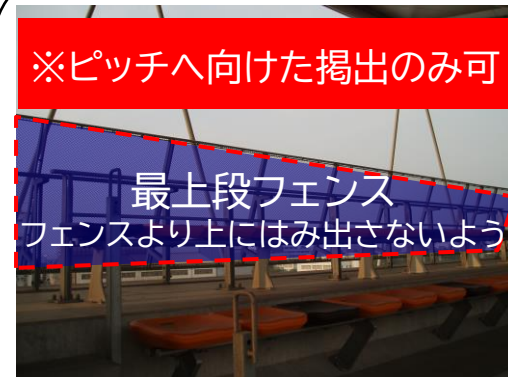 ※ピッチへ向けた掲出のみ可
最上段フェンス
フェンスより上にはみ出さないよう